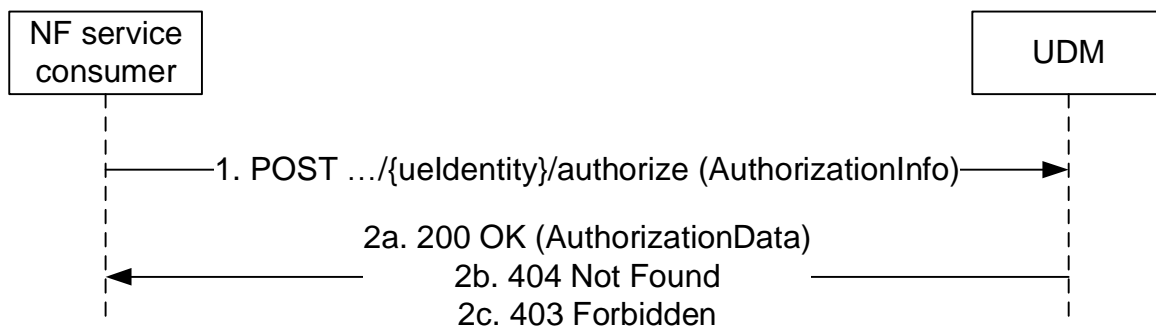 NF service
consumer
UDM
1. POST …/{ueIdentity}/authorize (AuthorizationInfo)
2a. 200 OK (AuthorizationData)
2b. 404 Not Found
2c. 403 Forbidden